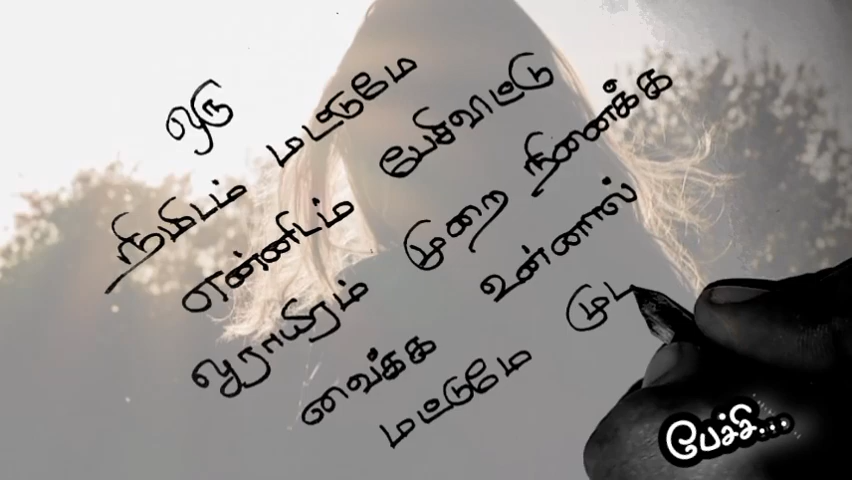 ஒரு
நிமிடம் மட்டுமே
என்னிடம் பேசிவிட்டு
ஆயிரம் முறை நினைக்க
வைக்க உன்னால்
மட்டுமே முட
பேச்சி...